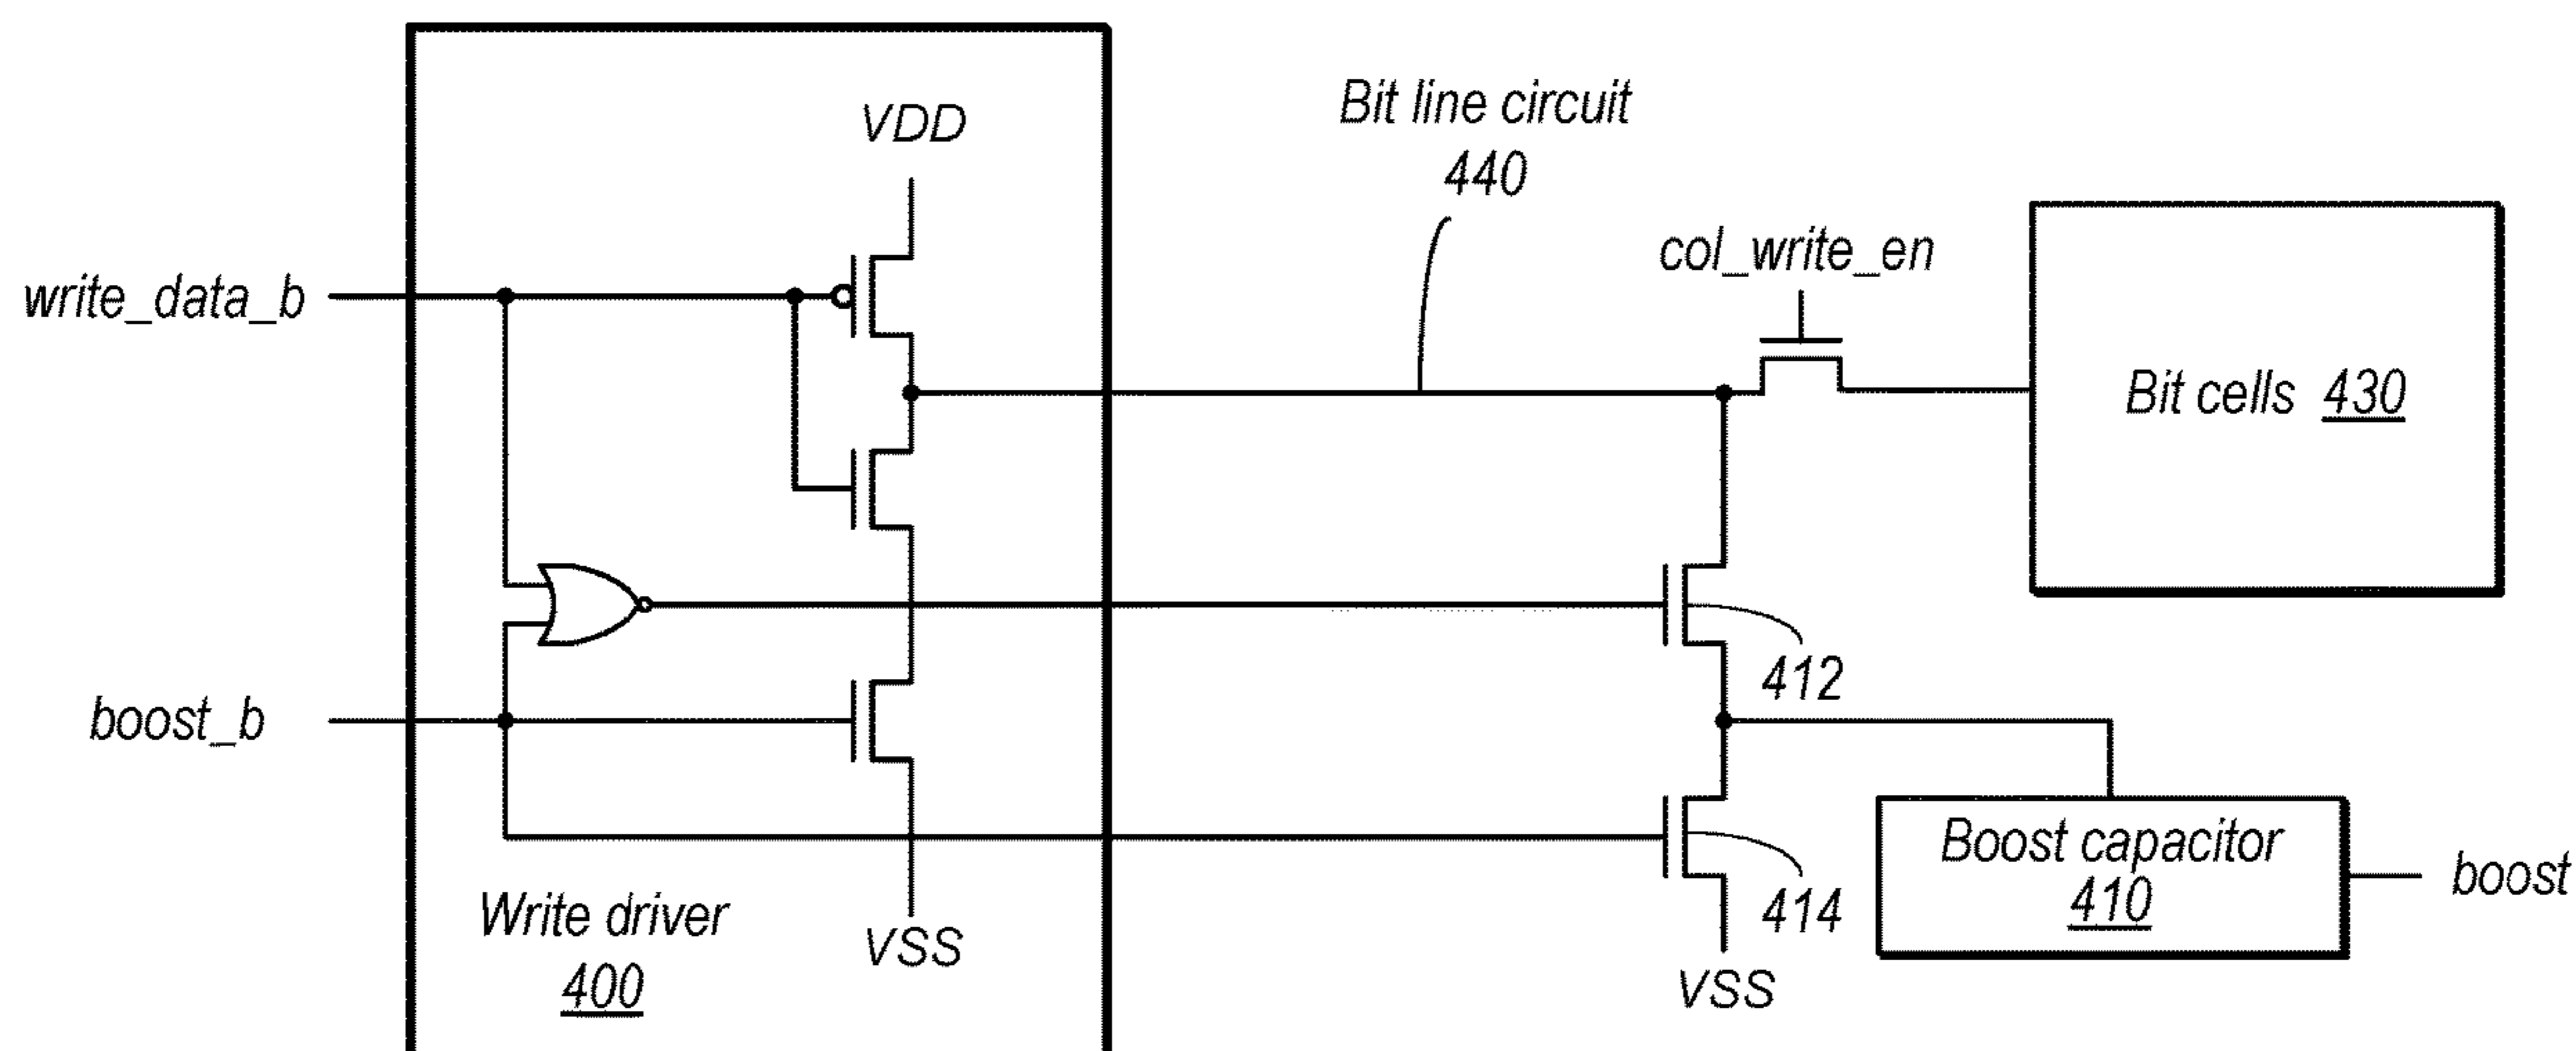 VDD
Bit line circuit
440
write_data_b
col_write_en
Bit cells 430
412
boost_b
Boost capacitor
410
boost
414
Write driver
400
VSS
VSS